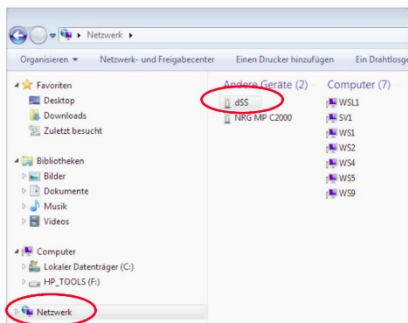 Netzwerk
Organisieren Netzwerk- und Freigabecenter Einen Drucker hinzufügen Ein Drahtlosge
Favoriten
Desktop
Downloads
Zuletzt besucht
Bibliotheken
Bilder
Dokumente
Musik
Videos
Computer
Lokaler Datenträger (C:)
HP_TOOLS (F:)
Netzwerk
Andere Geräte (2)
dSS
NRG MP C2000
Computer (7)
WSL1
SV1
WS1
WS2
WS4
WS5
WS9